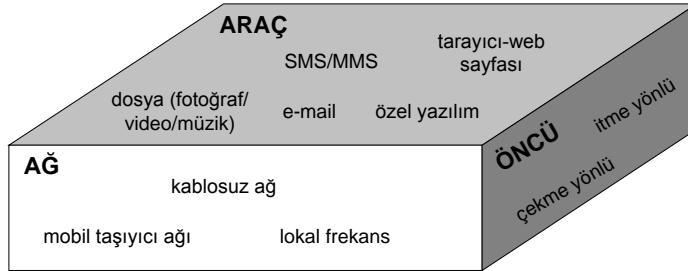 ARAÇ
SMS/MMS
tarayıcı-web
sayfası
dosya (fotoğraf/
video/müzik)
e-mail
özel yazılım
AĞ
kablosuz ağ
mobil taşıyıcı ağı
lokal frekans
ÖNCÜ
itme yönlü
çekme yönlü